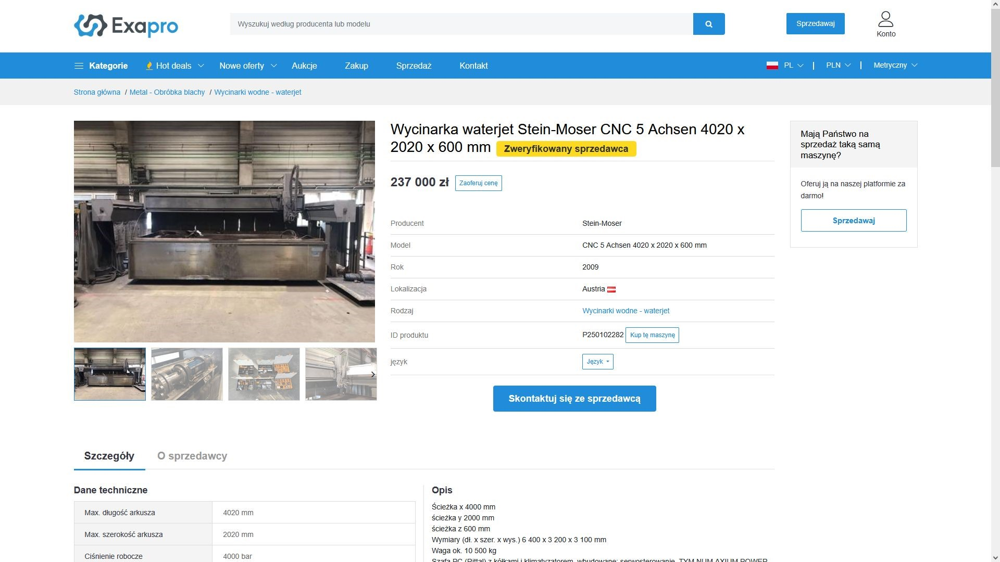 Exapro
Wyszukuj według producenta lub modelu
Sprzedawaj
Konto
Kategorie
Hot deals
Nowe oferty
Aukcje
Zakup
Sprzedaż
Kontakt
PL
PLN
Metryczny
Strona główna / Metal - Obróbka blachy / Wycinarki wodne - waterjet
Wycinarka waterjet Stein-Moser CNC 5 Achsen 4020 x
2020 x 600 mm Zweryfikowany sprzedawca
237 000 zł Zaoferuj cenę
Producent Stein-Moser
Model CNC 5 Achsen 4020 x 2020 x 600 mm
Rok 2009
Lokalizacja Austria
Rodzaj Wycinarki wodne - waterjet
ID produktu P250102282 Kup tę maszynę
język Język
Skontaktuj się ze sprzedawcą
Mają Państwo na
sprzedaż taką samą
maszynę?
Oferuj ją na naszej platformie za
darmo!
Sprzedawaj
Szczegóły
O sprzedawcy
Dane techniczne
Max. długość arkusza 4020 mm
Max. szerokość arkusza 2020 mm
Ciśnienie robocze 4000 bar
Opis
Ścieżka x 4000 mm
ścieżka y 2000 mm
ścieżka z 600 mm
Wymiary (dł. x szer. x wys.) 6 400 x 3 200 x 3 100 mm
Waga ok. 10 500 kg
Szafa PC (Rittal) z kółkami i klimatyzatorem, wbudowane: serwosterowanie, TYM NUM AXIUM POWER